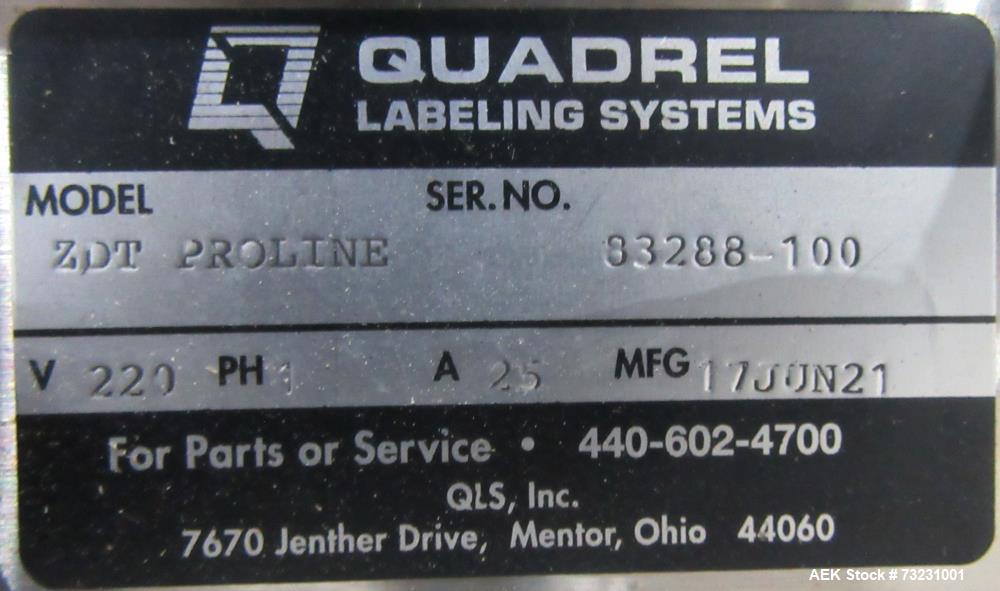 QUADREL
LABELING SYSTEMS
MODEL SER. NO.
ZDT PROLINE 83288-100
V 220 PH 1 A 25 MFG 17JUN21
For Parts or Service • 440-602-4700
QLS, Inc.
7670 Jenther Drive, Mentor, Ohio 44060
AEK Stock # 73231001